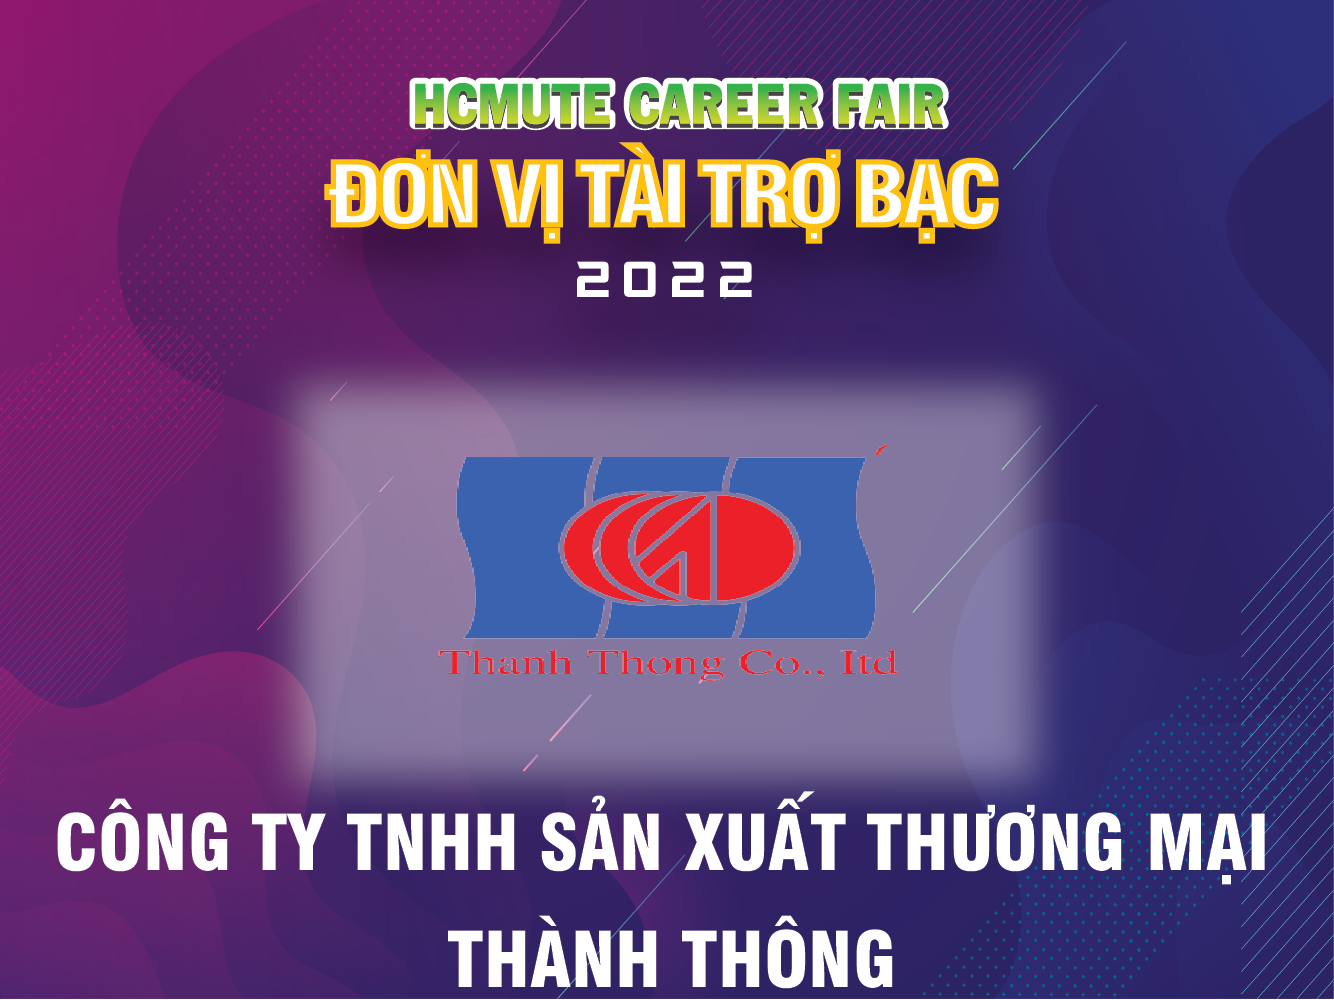 HCMUTE CAREER FAIR
ĐƠN VỊ TÀI TRỢ BẠC
2022
Thanh Thong Co., ltd
CÔNG TY TNHH SẢN XUẤT THƯƠNG MẠI
THÀNH THÔNG